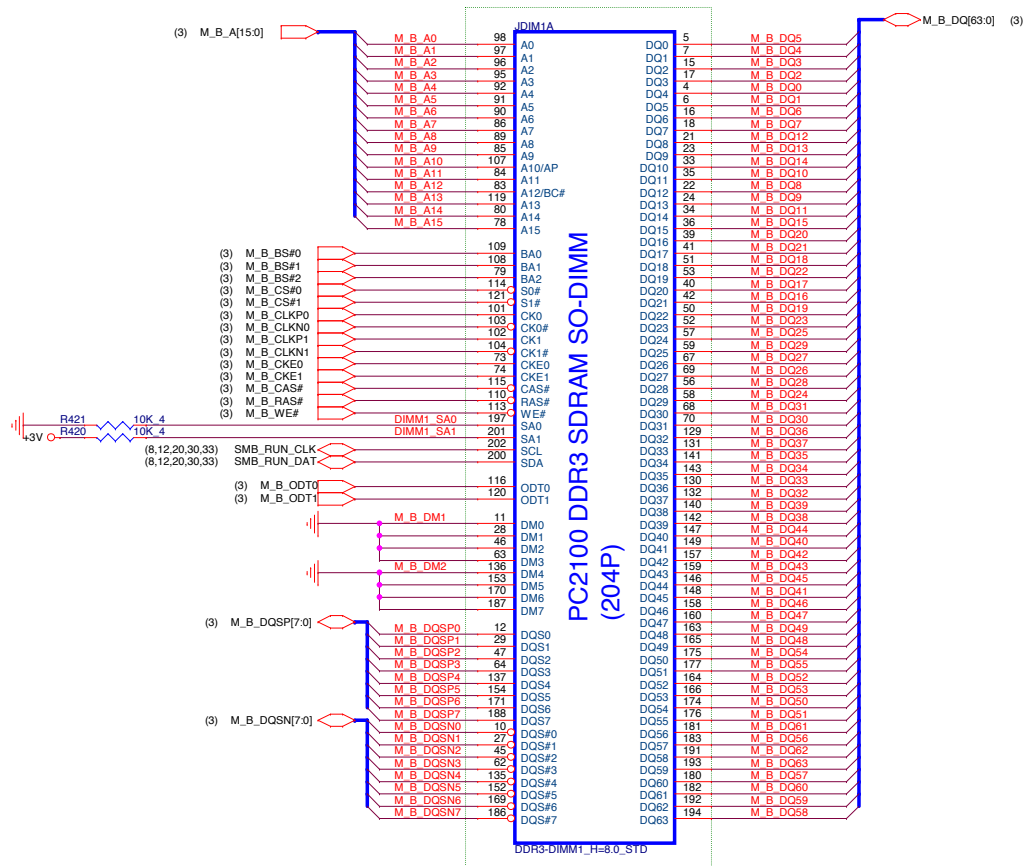 JDIM1A
(3) M_B_A[15:0]
M_B_DQ[63:0] (3)
M_B_A0 98 A0 DQ0 5 M_B_DQ5
M_B_A1 97 A1 DQ1 7 M_B_DQ4
M_B_A2 96 A2 DQ2 15 M_B_DQ3
M_B_A3 95 A3 DQ3 17 M_B_DQ2
M_B_A4 92 A4 DQ4 4 M_B_DQ0
M_B_A5 91 A5 DQ5 6 M_B_DQ1
M_B_A6 90 A6 DQ6 16 M_B_DQ6
M_B_A7 86 A7 DQ7 18 M_B_DQ7
M_B_A8 89 A8 DQ8 21 M_B_DQ12
M_B_A9 85 A9 DQ9 23 M_B_DQ13
M_B_A10 107 A10/AP DQ10 33 M_B_DQ14
M_B_A11 84 A11 DQ11 35 M_B_DQ10
M_B_A12 83 A12/BC# DQ12 22 M_B_DQ8
M_B_A13 119 A13 DQ13 24 M_B_DQ9
M_B_A14 80 A14 DQ14 34 M_B_DQ11
M_B_A15 78 A15 DQ15 36 M_B_DQ15
DQ16 39 M_B_DQ20
(3) M_B_BS#0 109 BA0 DQ17 41 M_B_DQ21
(3) M_B_BS#1 108 BA1 DQ18 51 M_B_DQ18
(3) M_B_BS#2 79 BA2 DQ19 53 M_B_DQ22
(3) M_B_CS#0 114 S0# DQ20 40 M_B_DQ17
(3) M_B_CS#1 121 S1# DQ21 42 M_B_DQ16
(3) M_B_CLKP0 101 CK0 DQ22 50 M_B_DQ19
(3) M_B_CLKN0 103 CK0# DQ23 52 M_B_DQ23
(3) M_B_CLKP1 102 CK1 DQ24 57 M_B_DQ25
(3) M_B_CLKN1 104 CK1# DQ25 59 M_B_DQ29
(3) M_B_CKE0 73 CKE0 DQ26 67 M_B_DQ27
(3) M_B_CKE1 74 CKE1 DQ27 69 M_B_DQ26
(3) M_B_CAS# 115 CAS# DQ28 56 M_B_DQ28
(3) M_B_RAS# 110 RAS# DQ29 58 M_B_DQ24
(3) M_B_WE# 113 WE# DQ30 68 M_B_DQ31
R421 10K_4 DIMM1_SA0 197 SA0 DQ31 70 M_B_DQ30
+3V R420 10K_4 DIMM1_SA1 201 SA1 DQ32 129 M_B_DQ36
(8,12,20,30,33) SMB_RUN_CLK 202 SCL DQ33 131 M_B_DQ37
(8,12,20,30,33) SMB_RUN_DAT 200 SDA DQ34 141 M_B_DQ35
DQ35 143 M_B_DQ34
(3) M_B_ODT0 116 ODT0 DQ36 130 M_B_DQ33
(3) M_B_ODT1 120 ODT1 DQ37 132 M_B_DQ32
DQ38 140 M_B_DQ39
M_B_DM1 11 DM0 DQ39 142 M_B_DQ38
28 DM1 DQ40 147 M_B_DQ44
46 DM2 DQ41 149 M_B_DQ40
63 DM3 DQ42 157 M_B_DQ42
M_B_DM2 136 DM4 DQ43 159 M_B_DQ43
153 DM5 DQ44 146 M_B_DQ45
170 DM6 DQ45 148 M_B_DQ41
187 DM7 DQ46 158 M_B_DQ46
(3) M_B_DQSP[7:0] DQ47 160 M_B_DQ47
M_B_DQSP0 12 DQS0 DQ48 163 M_B_DQ49
M_B_DQSP1 29 DQS1 DQ49 165 M_B_DQ48
M_B_DQSP2 47 DQS2 DQ50 175 M_B_DQ54
M_B_DQSP3 64 DQS3 DQ51 177 M_B_DQ55
M_B_DQSP4 137 DQS4 DQ52 164 M_B_DQ52
M_B_DQSP5 154 DQS5 DQ53 166 M_B_DQ53
M_B_DQSP6 171 DQS6 DQ54 174 M_B_DQ50
M_B_DQSP7 188 DQS7 DQ55 176 M_B_DQ51
(3) M_B_DQSN[7:0]
M_B_DQSN0 10 DQS#0 DQ56 181 M_B_DQ61
M_B_DQSN1 27 DQS#1 DQ57 183 M_B_DQ56
M_B_DQSN2 45 DQS#2 DQ58 191 M_B_DQ62
M_B_DQSN3 62 DQS#3 DQ59 193 M_B_DQ63
M_B_DQSN4 135 DQS#4 DQ60 180 M_B_DQ57
M_B_DQSN5 152 DQS#5 DQ61 182 M_B_DQ60
M_B_DQSN6 169 DQS#6 DQ62 192 M_B_DQ59
M_B_DQSN7 186 DQS#7 DQ63 194 M_B_DQ58
PC2100 DDR3 SDRAM SO-DIMM
(204P)
DDR3-DIMM1_H=8.0_STD